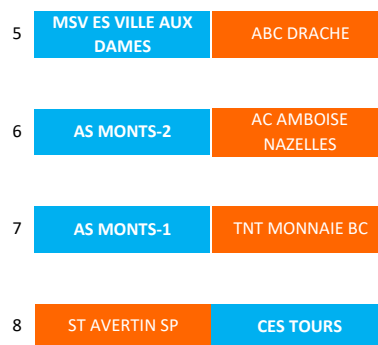 5 MSV ES VILLE AUX DAMES ABC DRACHE
6 AS MONTS-2 AC AMBOISE NAZELLES
7 AS MONTS-1 TNT MONNAIE BC
8 ST AVERTIN SP CES TOURS